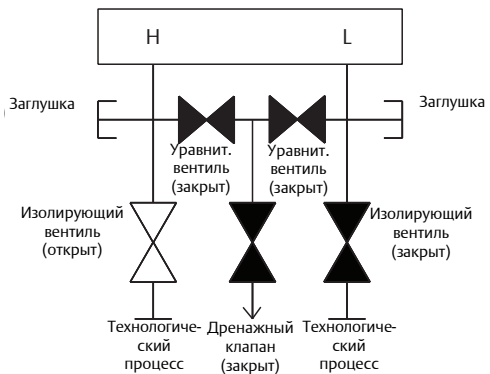 H
L
Заглушка
Заглушка
Уравнит.
вентиль
(закрыт)
Уравнит.
вентиль
(закрыт)
Изолирующий
вентиль
(открыт)
Изолирующий
вентиль
(закрыт)
Технологиче-
ский
процесс
Дренажный
клапан
(закрыт)
Технологиче-
ский
процесс